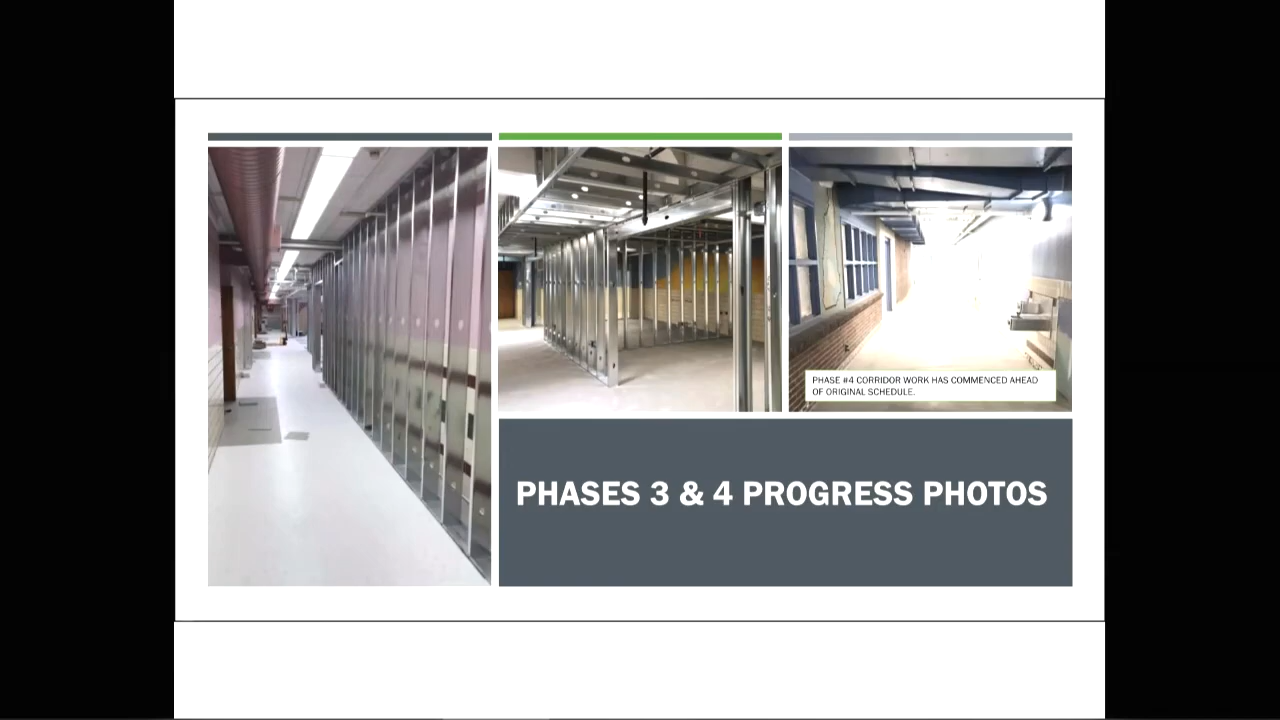 PHASE #4 CORRIDOR WORK HAS COMMENCED AHEAD
OF ORIGINAL SCHEDULE.
PHASES 3 & 4 PROGRESS PHOTOS